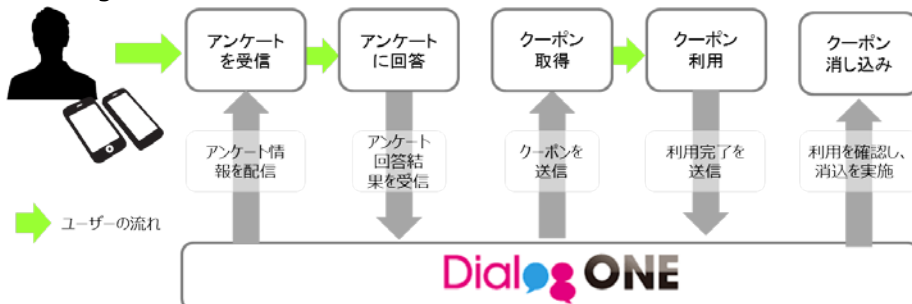 アンケート
を受信
アンケート
に回答
クーポン
取得
クーポン
利用
クーポン
消し込み
アンケート情
報を配信
アンケート
回答結
果を受信
クーポンを
送信
利用完了を
送信
利用を確認し、
消込を実施
ユーザーの流れ
Dialog ONE